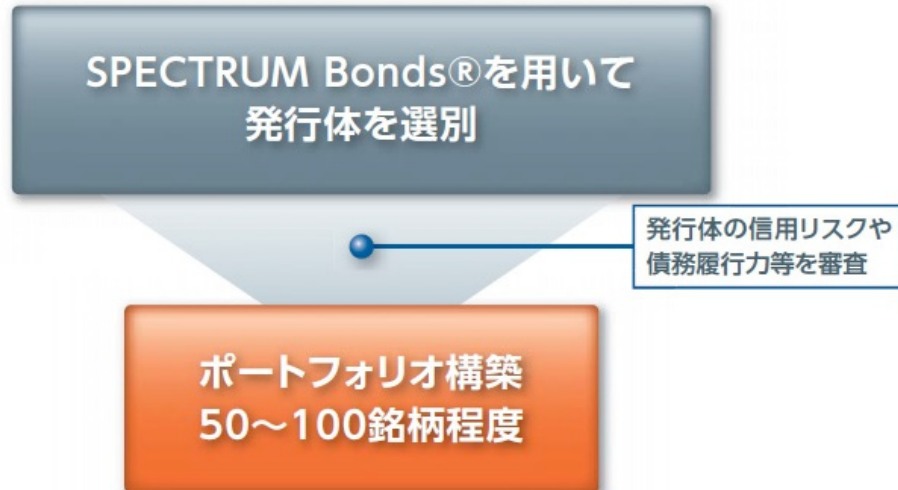 SPECTRUM Bonds®を用いて
発行体を選別
発行体の信用リスクや
債務履行力等を審査
ポートフォリオ構築
50～100銘柄程度